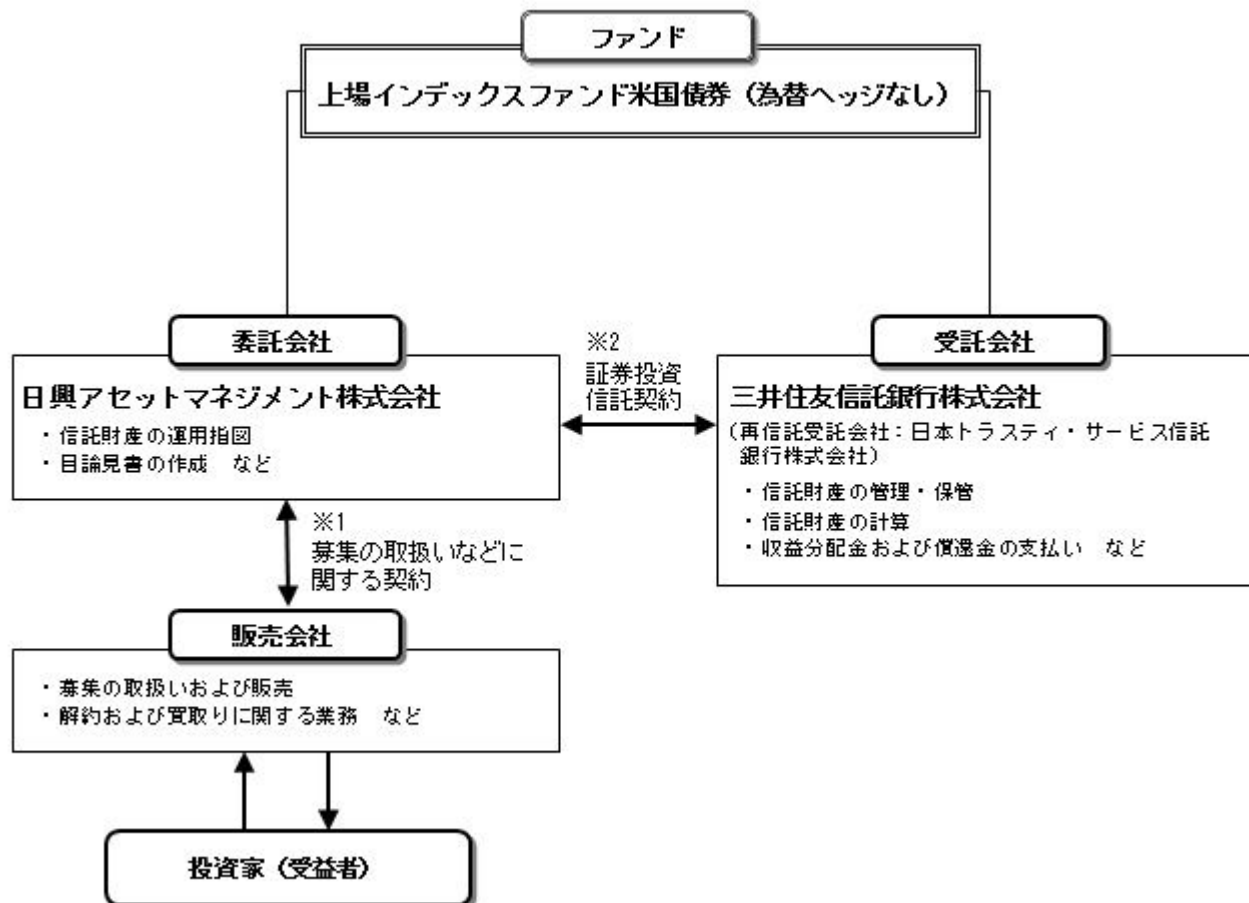 ファンド
上場インデックスファンド米国債券（為替ヘッジなし）
委託会社
日興アセットマネジメント株式会社
・信託財産の運用指図
・目論見書の作成　など
※2
証券投資
信託契約
受託会社
三井住友信託銀行株式会社
（再信託受託会社：日本トラスティ・サービス信託
銀行株式会社）
・信託財産の管理・保管
・信託財産の計算
・収益分配金および償還金の支払い　など
※1
募集の取扱いなどに
関する契約
販売会社
・募集の取扱いおよび販売
・解約および買取りに関する業務　など
投資家（受益者）